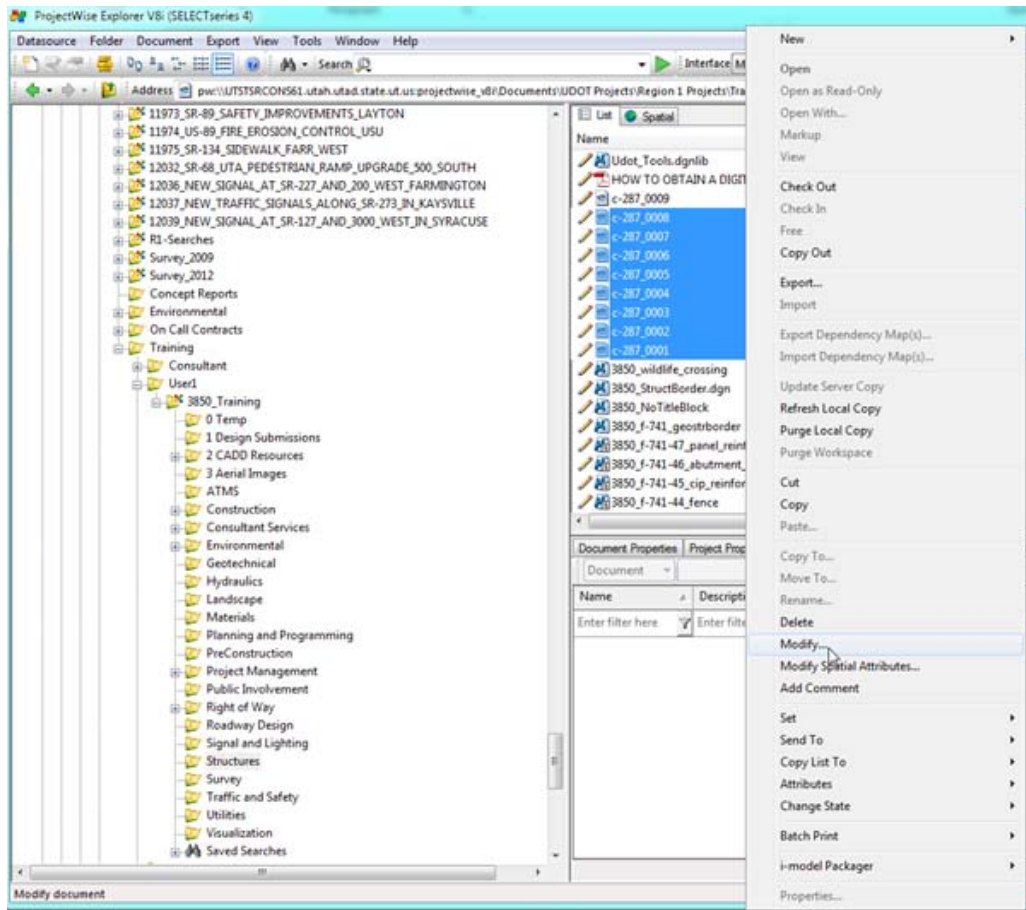 ProjectWise Explorer V8i (SELECTseries 4)
Datasource Folder Document Export View Tools Window Help
Search Interface M
Address pw:\\UTSTSRCONS61.utah.utad.state.ut.us:projectwise_v8i\Documents\UDOT Projects\Region 1 Projects\Tra
11973_SR-89_SAFETY_IMPROVEMENTS_LAYTON
11974_US-89_FIRE_EROSION_CONTROL_USU
11975_SR-134_SIDEWALK_FARR_WEST
12032_SR-68_UTA_PEDESTRIAN_RAMP_UPGRADE_500_SOUTH
12036_NEW_SIGNAL_AT_SR-227_AND_200_WEST_FARMINGTON
12037_NEW_TRAFFIC_SIGNALS_ALONG_SR-273_IN_KAYSVILLE
12039_NEW_SIGNAL_AT_SR-127_AND_3000_WEST_IN_SYRACUSE
R1-Searches
Survey_2009
Survey_2012
Concept Reports
Environmental
On Call Contracts
Training
Consultant
User1
3850_Training
0 Temp
1 Design Submissions
2 CADD Resources
3 Aerial Images
ATMS
Construction
Consultant Services
Environmental
Geotechnical
Hydraulics
Landscape
Materials
Planning and Programming
PreConstruction
Project Management
Public Involvement
Right of Way
Roadway Design
Signal and Lighting
Structures
Survey
Traffic and Safety
Utilities
Visualization
Saved Searches
List Spatial
Name
Udot_Tools.dgnlib
HOW TO OBTAIN A DIGIT
c-287_0009
c-287_0008
c-287_0007
c-287_0006
c-287_0005
c-287_0004
c-287_0003
c-287_0002
c-287_0001
3850_wildlife_crossing
3850_StructBorder.dgn
3850_NoTitleBlock
3850_f-741_geostrborder
3850_f-741-47_panel_reinf
3850_f-741-46_abutment_
3850_f-741-45_cip_reinfor
3850_f-741-44_fence
Document Properties Project Prop
Document
Name Descripti
Enter filter here Enter filte
New
Open
Open as Read-Only
Open With...
Markup
View
Check Out
Check In
Free
Copy Out
Export...
Import
Export Dependency Map(s)...
Import Dependency Map(s)...
Update Server Copy
Refresh Local Copy
Purge Local Copy
Purge Workspace
Cut
Copy
Paste...
Copy To...
Move To...
Rename...
Delete
Modify...
Modify Spatial Attributes...
Add Comment
Set
Send To
Copy List To
Attributes
Change State
Batch Print
i-model Packager
Properties...
Modify document